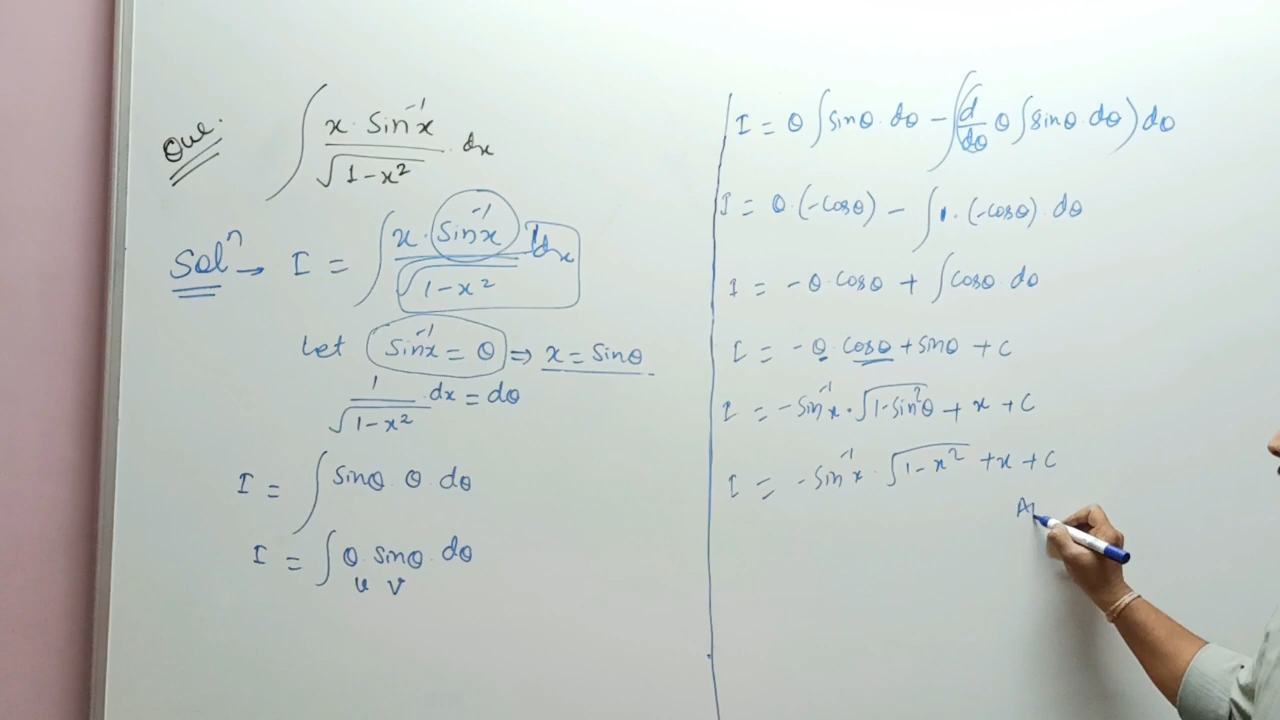 Que. ∫ x · Sin⁻¹x / √(1-x²) · dx
Solⁿ → I = ∫ x · Sin⁻¹x / √(1-x²) dx
Let Sin⁻¹x = θ ⇒ x = Sinθ
1/√(1-x²) · dx = dθ
I = ∫ Sinθ · θ · dθ
I = ∫ θ · Sinθ · dθ
u v
I = θ ∫ Sinθ · dθ - ∫ (d/dθ θ ∫ Sinθ · dθ) dθ
I = θ · (-Cosθ) - ∫ 1 · (-Cosθ) · dθ
I = -θ · Cosθ + ∫ Cosθ · dθ
I = -θ · Cosθ + Sinθ + C
I = -Sin⁻¹x · √(1-Sin²θ) + x + C
I = -Sin⁻¹x · √(1-x²) + x + C